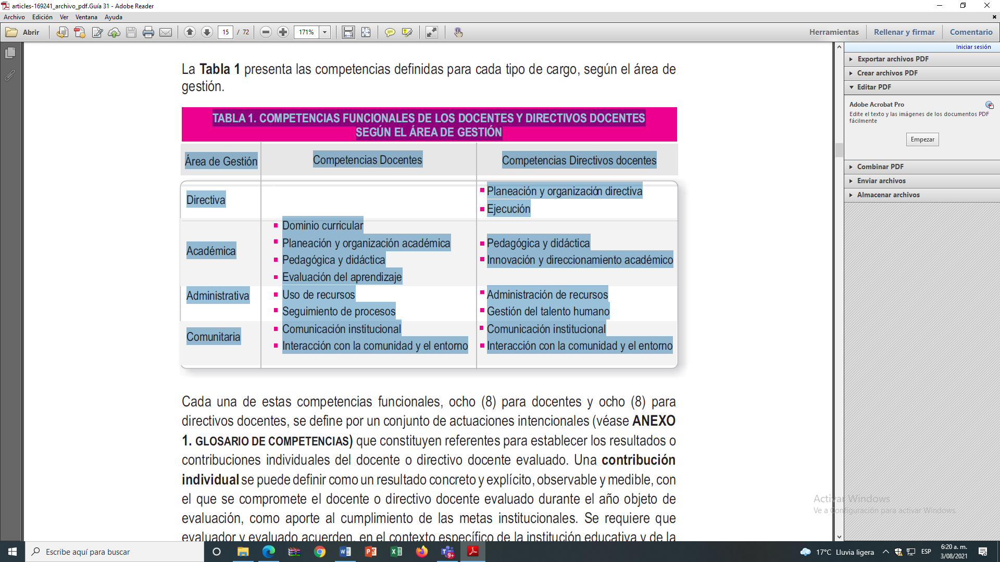 articles-169241_archivo_pdf.Guía 31 - Adobe Reader
Archivo Edición Ver Ventana Ayuda
Abrir 15 / 72 171% Herramientas Rellenar y firmar Comentario
Iniciar sesión
Exportar archivos PDF
Crear archivos PDF
Editar PDF
Adobe Acrobat Pro
Edite el texto y las imágenes de los documentos PDF
fácilmente
Empezar
Combinar PDF
Enviar archivos
Almacenar archivos
La Tabla 1 presenta las competencias definidas para cada tipo de cargo, según el área de
gestión.
TABLA 1. COMPETENCIAS FUNCIONALES DE LOS DOCENTES Y DIRECTIVOS DOCENTES
SEGÚN EL ÁREA DE GESTIÓN
Área de Gestión Competencias Docentes Competencias Directivos docentes
Directiva
Planeación y organización directiva
Ejecución
Académica
Dominio curricular
Planeación y organización académica
Pedagógica y didáctica
Evaluación del aprendizaje
Pedagógica y didáctica
Innovación y direccionamiento académico
Administrativa
Uso de recursos
Seguimiento de procesos
Administración de recursos
Gestión del talento humano
Comunitaria
Comunicación institucional
Interacción con la comunidad y el entorno
Comunicación institucional
Interacción con la comunidad y el entorno
Cada una de estas competencias funcionales, ocho (8) para docentes y ocho (8) para
directivos docentes, se define por un conjunto de actuaciones intencionales (véase ANEXO
1. GLOSARIO DE COMPETENCIAS) que constituyen referentes para establecer los resultados o
contribuciones individuales del docente o directivo docente evaluado. Una contribución
individual se puede definir como un resultado concreto y explícito, observable y medible, con
el que se compromete el docente o directivo docente evaluado durante el año objeto de
evaluación, como aporte al cumplimiento de las metas institucionales. Se requiere que
evaluador y evaluado acuerden, en el contexto específico de la institución educativa y de la
Activar Windows
Ve a Configuración para activar Windows.
Escribe aquí para buscar
9+
17°C Lluvia ligera
ESP
6:20 a. m.
3/08/2021